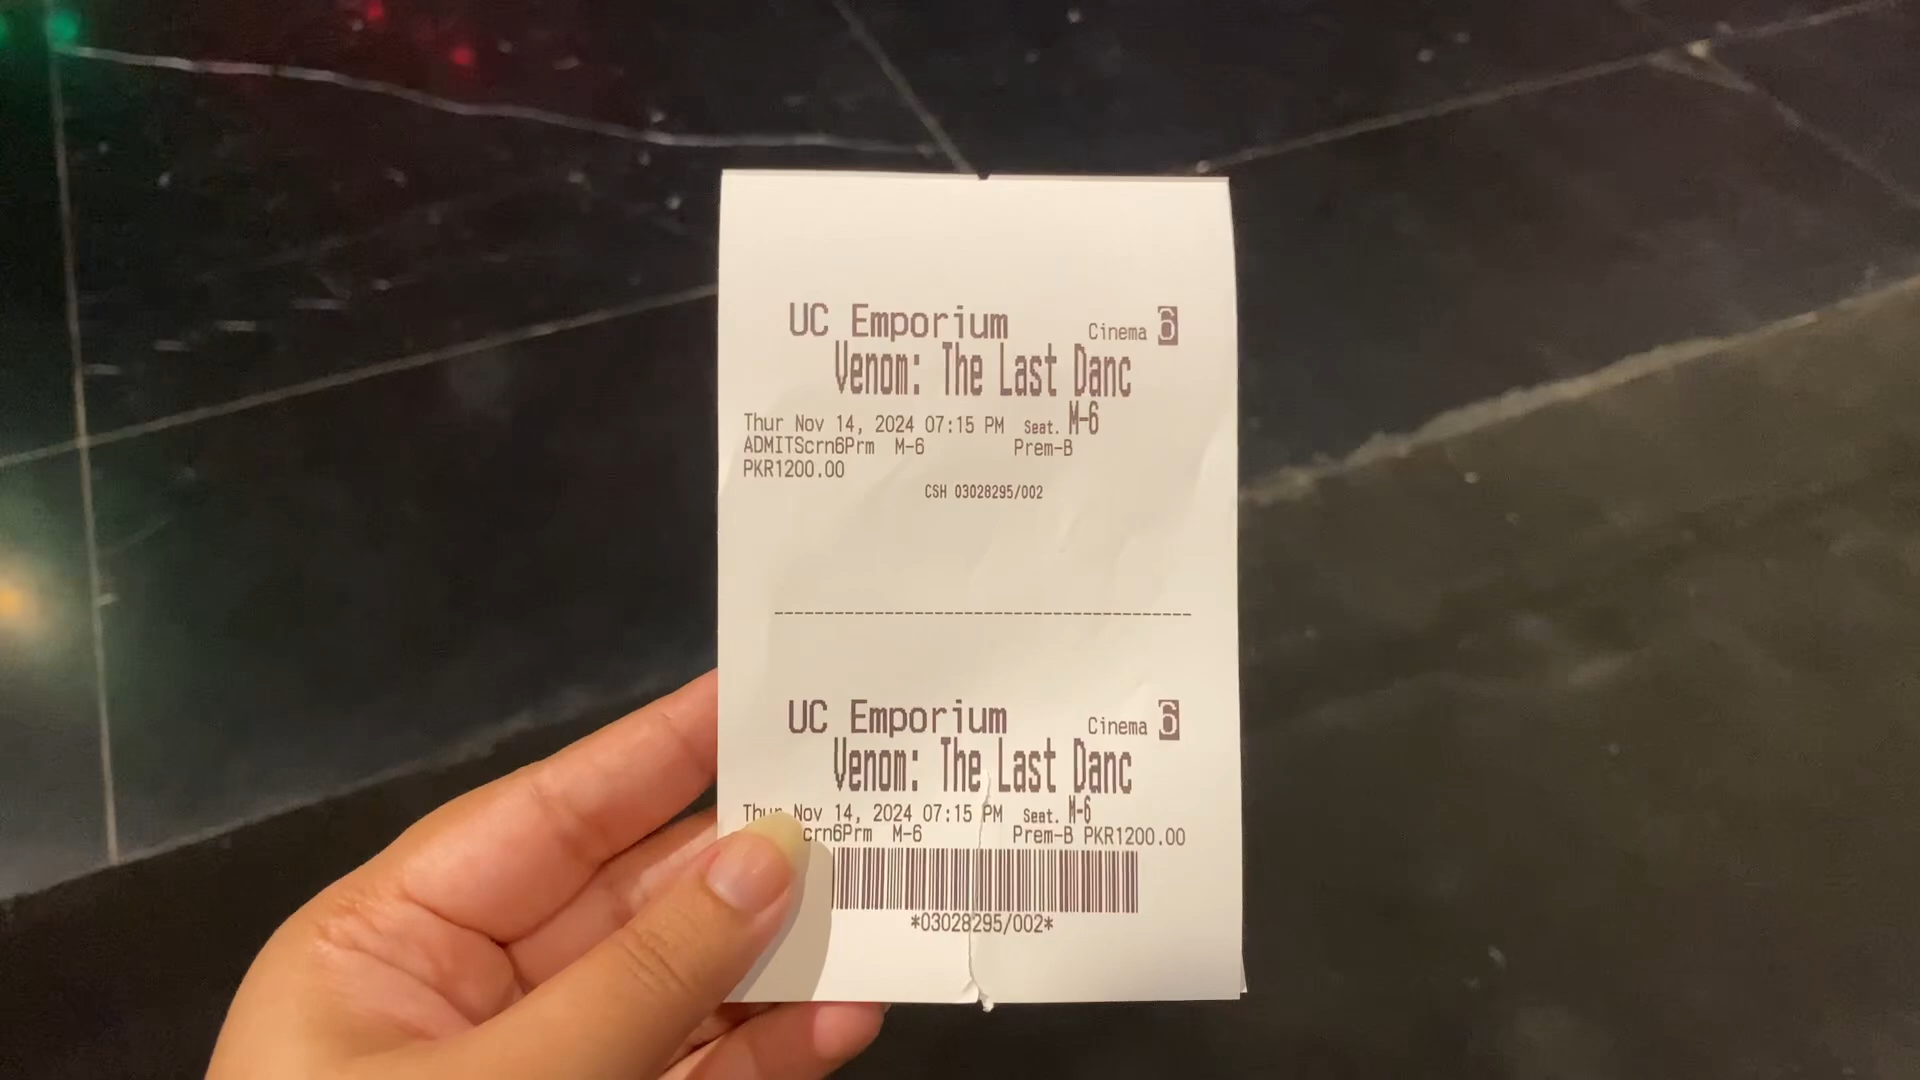 UC Emporium Cinema 6
Venom: The Last Danc
Thur Nov 14, 2024 07:15 PM Seat. M-6
ADMITScrn6Prm M-6 Prem-B
PKR1200.00
CSH 03028295/002
UC Emporium Cinema 6
Venom: The Last Danc
Thur Nov 14, 2024 07:15 PM Seat. M-6
crn6Prm M-6 Prem-B PKR1200.00
*03028295/002*